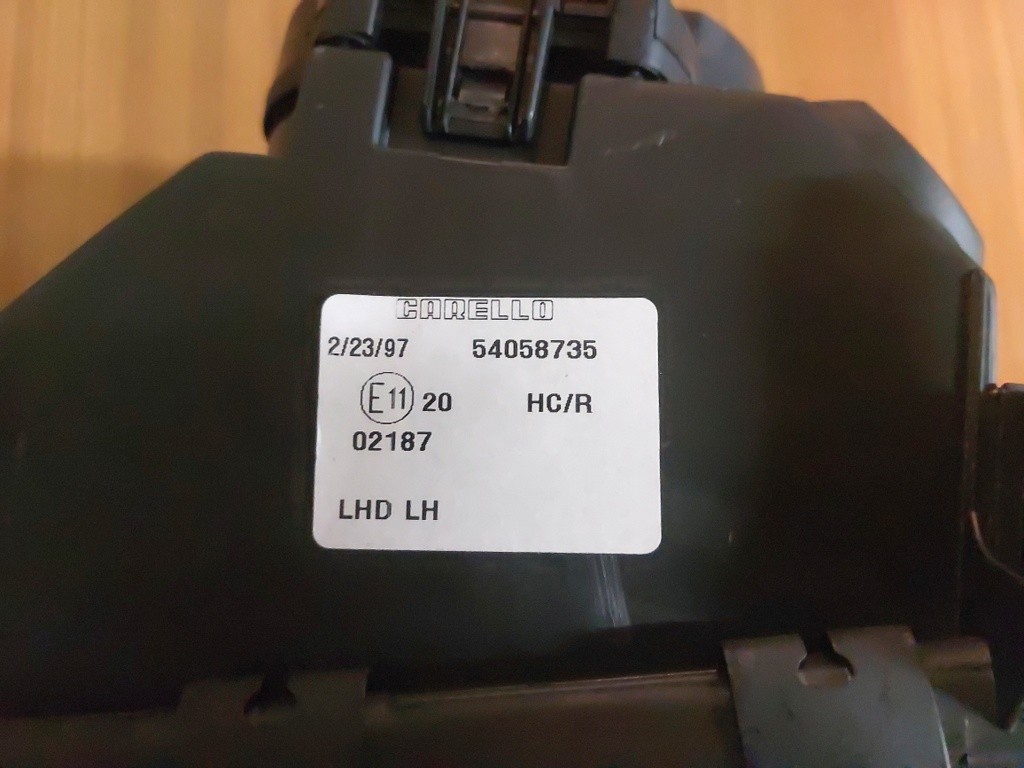 CARELLO
2/23/97 54058735
E11 20 HC/R
02187
LHD LH